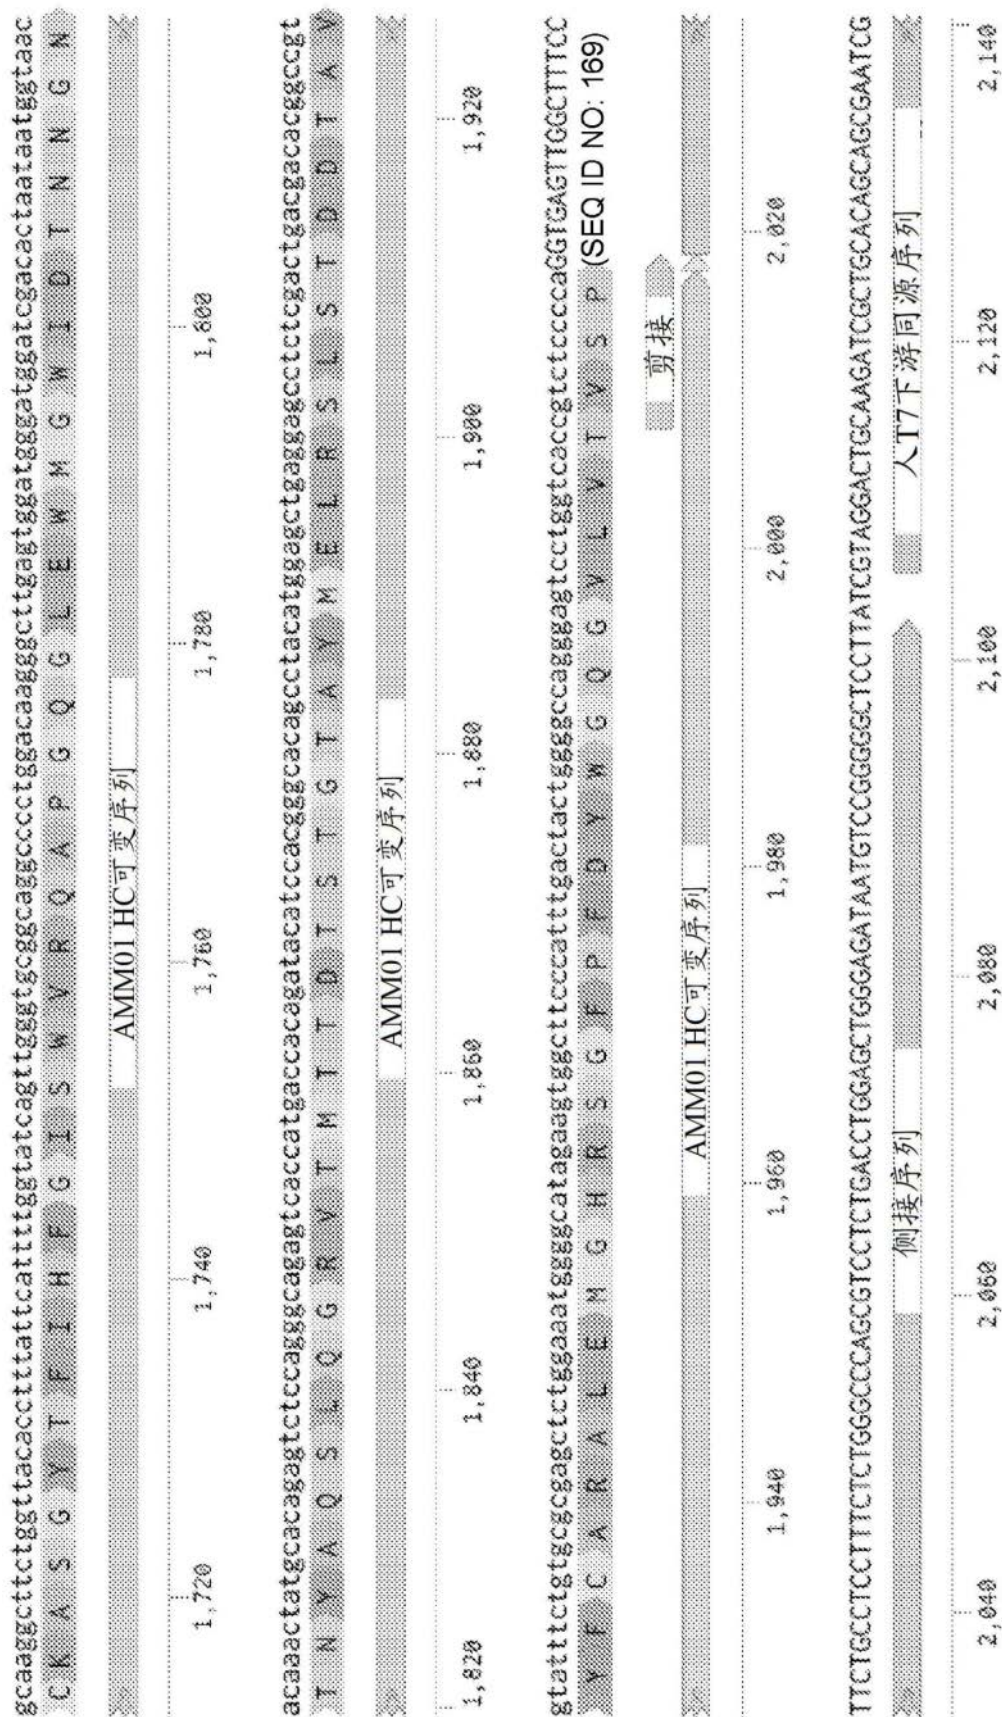 gcaaggcttctggttacacctttattcattttggtatcagttgggtgcggcaggcccctggacaagggcttgagtggatgggatggatcgacactaataatggtaac
C K A S G Y T F I H F G I S W V R Q A P G Q G L E W M G W I D T N N G N
AMM01 HC可变序列
1,720 1,740 1,760 1,780 1,800
acaaactatgcacagagtctccagggcagagtcaccatgaccacagatacatccacgggcacagcctacatggagctgaggagcctctcgactgacgacacggccgt
T N Y A Q S L Q G R V T M T T D T S T G T A Y M E L R S L S T D D T A V
AMM01 HC可变序列
1,820 1,840 1,860 1,880 1,900 1,920
gtatttctgtgcgcgagctctggaaatggggcatagaagtggcttcccatttgactactggggccagggagtcctggtcaccgtctccccaGGTGAGTTGGCTTTCC
Y F C A R A L E M G H R S G F P F D Y W G Q G V L V T V S P
(SEQ ID NO: 169)
剪接
AMM01 HC可变序列
1,940 1,960 1,980 2,000 2,020
TTCTGCCTCCTTTCTCTGGGCCCAGCGTCCTCTGACCTGGAGCTGGGAGATAATGTCCGGGGGCTCCTTATCGTAGGACTGCAAGATCGCTGCACAGCAGCGAATCG
侧接序列
人T7下游同源序列
2,040 2,060 2,080 2,100 2,120 2,140